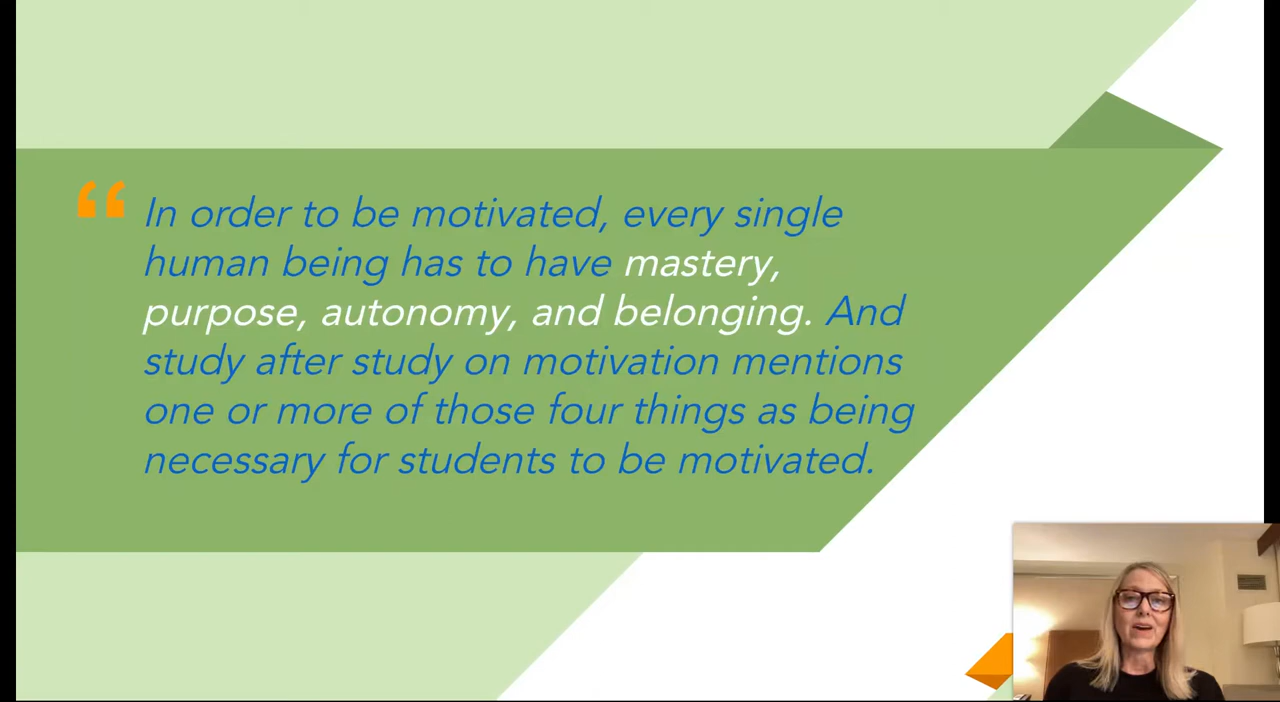 “ In order to be motivated, every single
human being has to have mastery,
purpose, autonomy, and belonging. And
study after study on motivation mentions
one or more of those four things as being
necessary for students to be motivated.